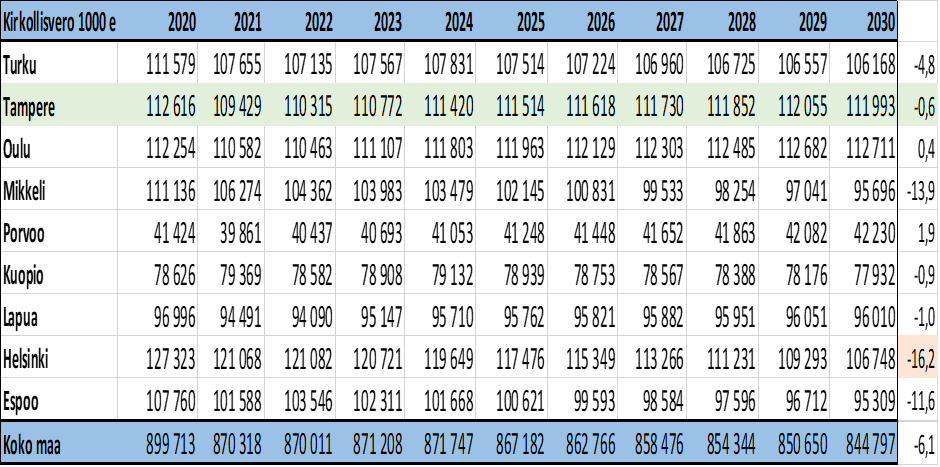 Kirkollisvero 1000 e 2020 2021 2022 2023 2024 2025 2026 2027 2028 2029 2030
Turku 111 579 107 655 107 135 107 567 107 831 107 514 107 224 106 960 106 725 106 557 106 168 -4,8
Tampere 112 616 109 429 110 315 110 772 111 420 111 514 111 618 111 730 111 852 112 055 111 993 -0,6
Oulu 112 254 110 582 110 463 111 107 111 803 111 963 112 129 112 303 112 485 112 682 112 711 0,4
Mikkeli 111 136 106 274 104 362 103 983 103 479 102 145 100 831 99 533 98 254 97 041 95 696 -13,9
Porvoo 41 424 39 861 40 437 40 693 41 053 41 248 41 448 41 652 41 863 42 082 42 230 1,9
Kuopio 78 626 79 369 78 582 78 908 79 132 78 939 78 753 78 567 78 388 78 176 77 932 -0,9
Lapua 96 996 94 491 94 090 95 147 95 710 95 762 95 821 95 882 95 951 96 051 96 010 -1,0
Helsinki 127 323 121 068 121 082 120 721 119 649 117 476 115 349 113 266 111 231 109 293 106 748 -16,2
Espoo 107 760 101 588 103 546 102 311 101 668 100 621 99 593 98 584 97 596 96 712 95 309 -11,6
Koko maa 899 713 870 318 870 011 871 208 871 747 867 182 862 766 858 476 854 344 850 650 844 797 -6,1